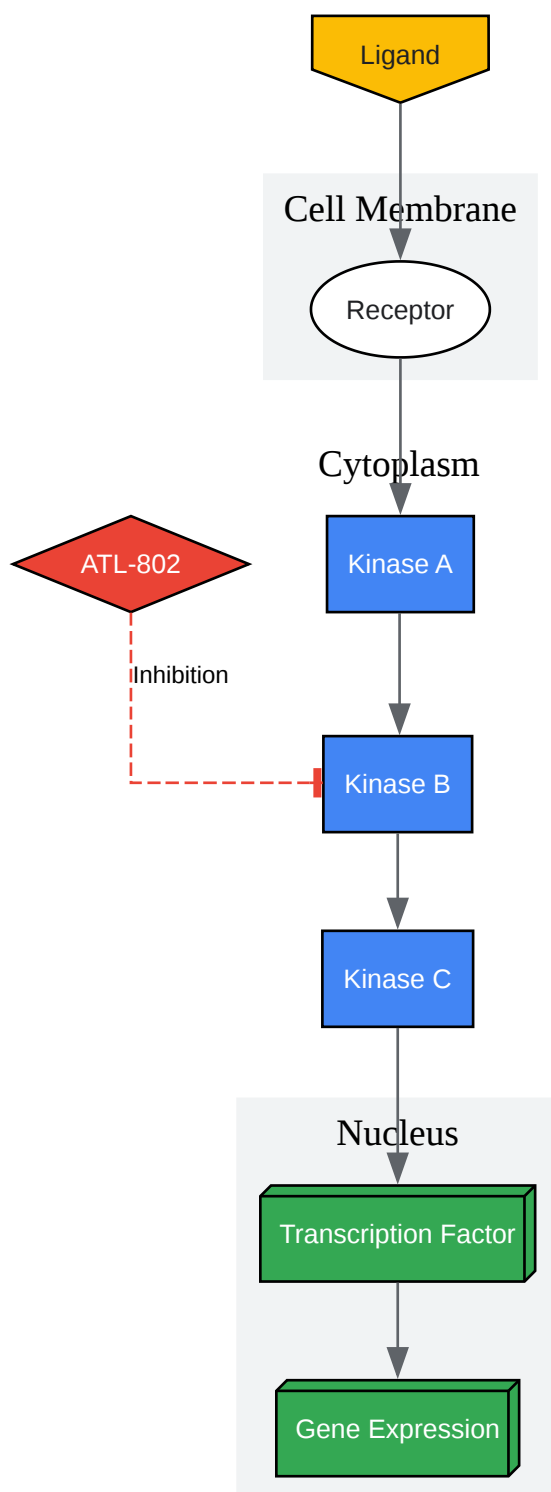 Ligand
Cell Membrane
Receptor
Cytoplasm
ATL-802
Kinase A
Inhibition
Kinase B
Kinase C
Nucleus
Transcription Factor
Gene Expression